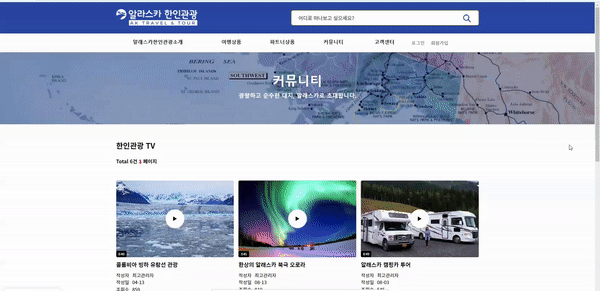 알라스카 한인관광
AK TRAVEL & TOUR
어디로 떠나보고 싶으세요?
알래스카한인관광소개 여행상품 파트너상품 커뮤니티 고객센터 로그인 회원가입
BERING SEA
SOUTHWEST
커뮤니티
광활하고 순수한 대지, 알래스카로 초대합니다.
Whitehorse
한인관광 TV
Total 6건 1 페이지
콜롬비아 빙하 유람선 관광
작성자 최고관리자
작성일 04-13
조회수
환상의 알래스카 북극 오로라
작성자 최고관리자
작성일 08-13
조회수
알래스카 캠핑카 투어
작성자 최고관리자
작성일 08-03
조회수